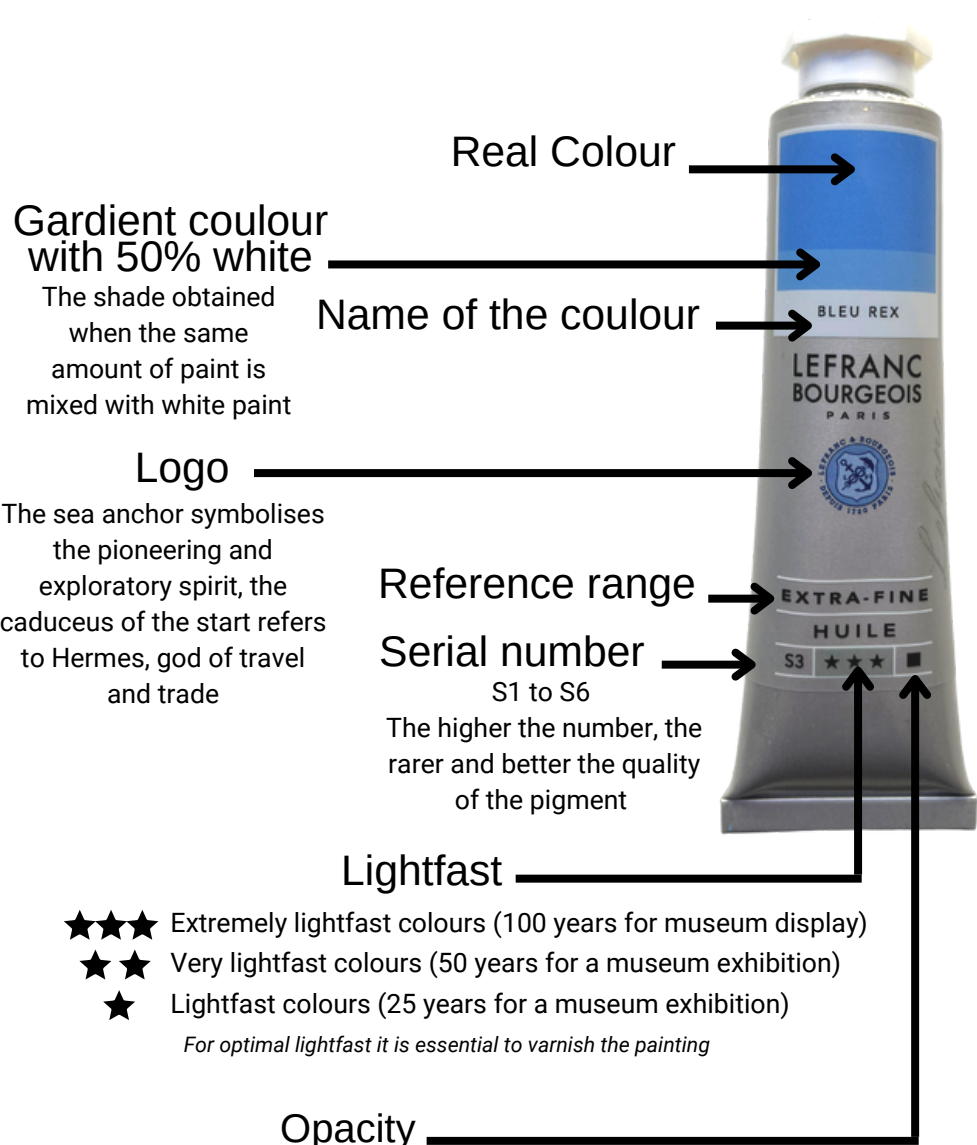 Real Colour
Gardient coulour
with 50% white
The shade obtained
when the same
amount of paint is
mixed with white paint
Name of the coulour
BLEU REX
LEFRANC
BOURGEOIS
PARIS
Logo
LEFRANC & BOURGEOIS
DEPUIS 1720 PARIS
The sea anchor symbolises
the pioneering and
exploratory spirit, the
caduceus of the start refers
to Hermes, god of travel
and trade
Reference range
EXTRA-FINE
HUILE
Serial number
S3 ★★★ ■
S1 to S6
The higher the number, the
rarer and better the quality
of the pigment
Lightfast
★★★ Extremely lightfast colours (100 years for museum display)
★★ Very lightfast colours (50 years for a museum exhibition)
★ Lightfast colours (25 years for a museum exhibition)
For optimal lightfast it is essential to varnish the painting
Opacity